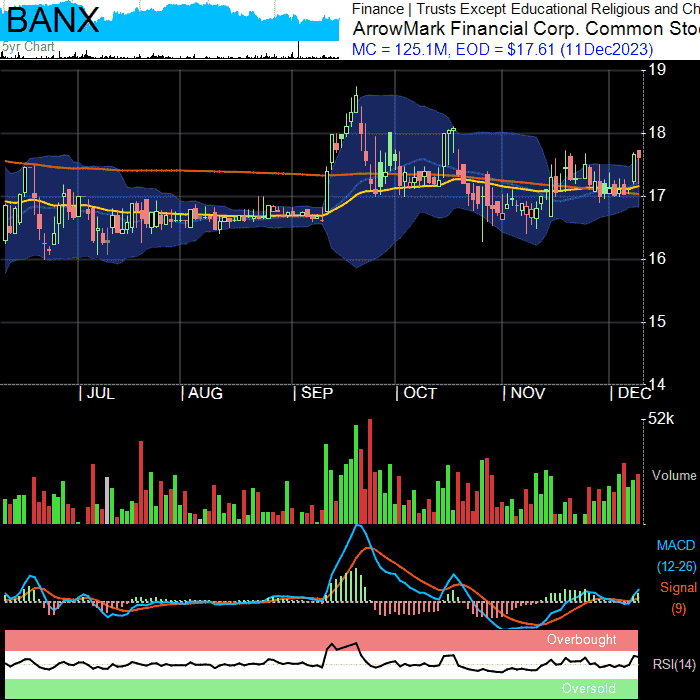 BANX
5yr Chart
Finance | Trusts Except Educational Religious and Ch
ArrowMark Financial Corp. Common Sto
MC = 125.1M, EOD = $17.61 (11Dec2023)
19
18
17
16
15
14
JUL AUG SEP OCT NOV DEC
52k
Volume
MACD
(12-26)
Signal
(9)
Overbought
RSI(14)
Oversold